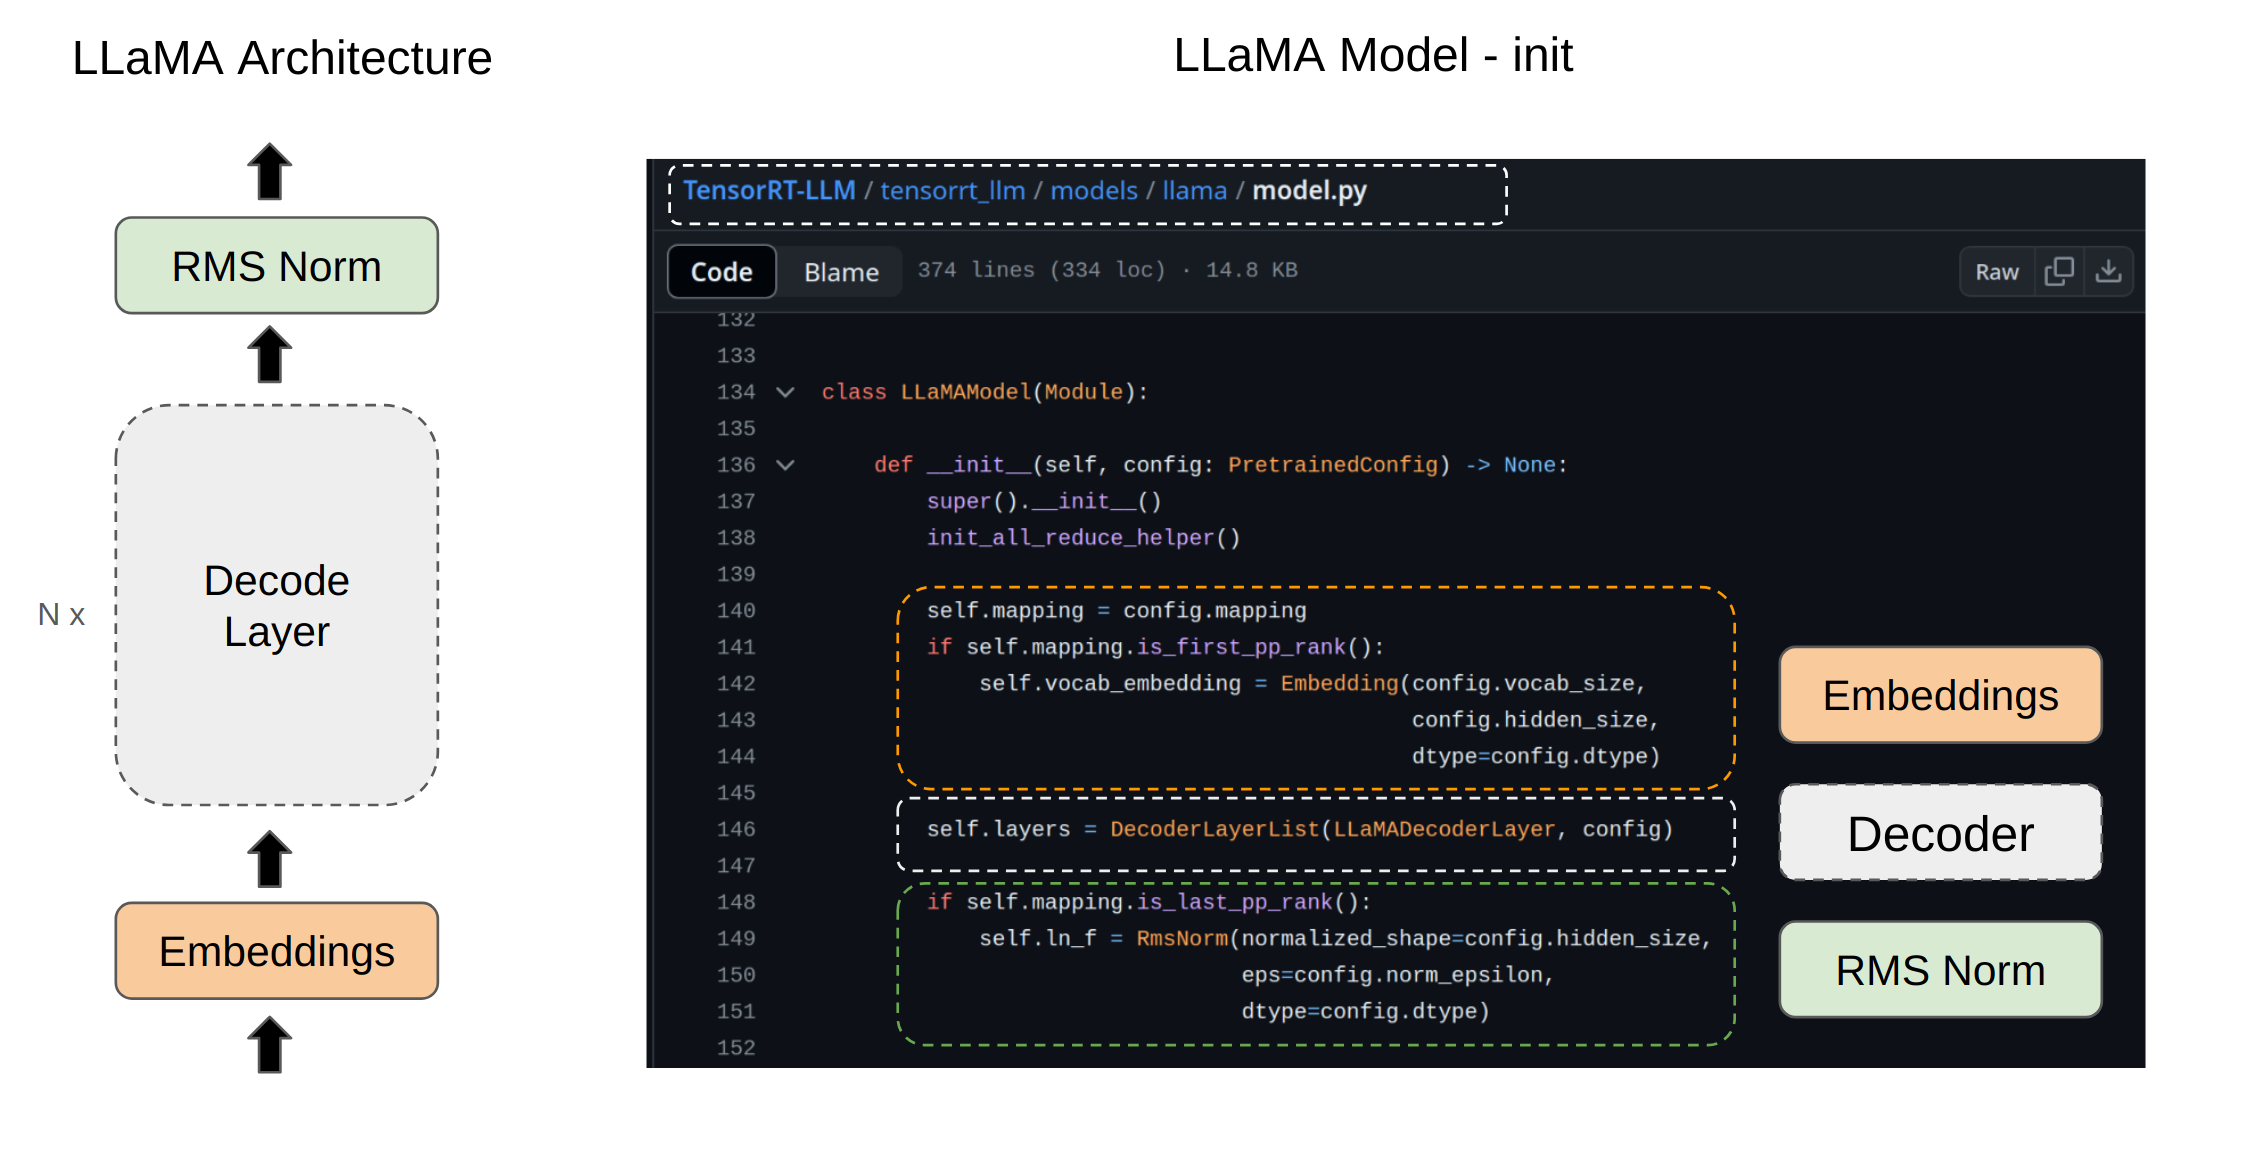 LLaMA Architecture
RMS Norm
N x
Decode
Layer
Embeddings
LLaMA Model - init
TensorRT-LLM / tensorrt_llm / models / llama / model.py
Code Blame 374 lines (334 loc) · 14.8 KB Raw
132
133
134 class LLaMAModel(Module):
135
136 def __init__(self, config: PretrainedConfig) -> None:
137 super().__init__()
138 init_all_reduce_helper()
139
140 self.mapping = config.mapping
141 if self.mapping.is_first_pp_rank():
142 self.vocab_embedding = Embedding(config.vocab_size,
143 config.hidden_size,
144 dtype=config.dtype)
145
146 self.layers = DecoderLayerList(LLaMADecoderLayer, config)
147
148 if self.mapping.is_last_pp_rank():
149 self.ln_f = RmsNorm(normalized_shape=config.hidden_size,
150 eps=config.norm_epsilon,
151 dtype=config.dtype)
152
Embeddings
Decoder
RMS Norm